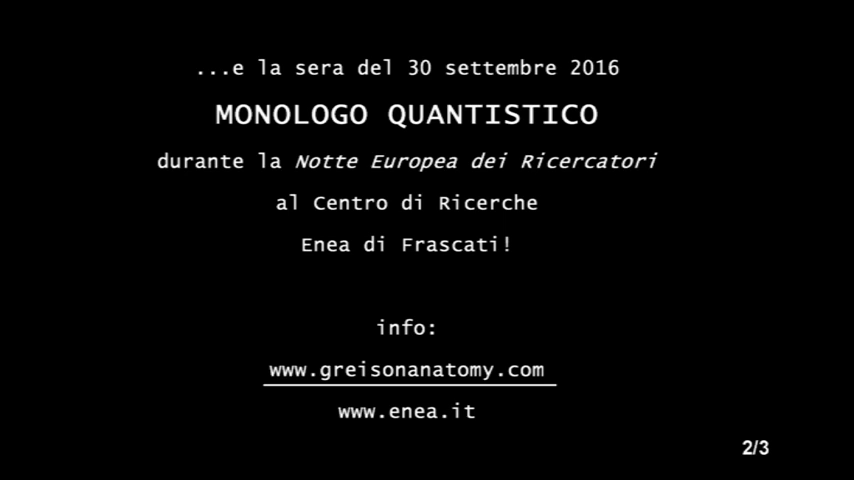 ...e la sera del 30 settembre 2016
MONOLOGO QUANTISTICO
durante la Notte Europea dei Ricercatori
al Centro di Ricerche
Enea di Frascati!
info:
www.greisonanatomy.com
www.enea.it
2/3